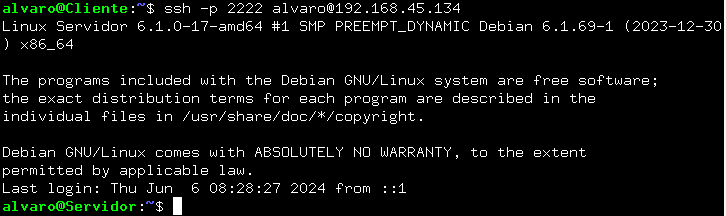 alvaro@Cliente:~$ ssh -p 2222 alvaro@192.168.45.134
Linux Servidor 6.1.0-17-amd64 #1 SMP PREEMPT_DYNAMIC Debian 6.1.69-1 (2023-12-30
) x86_64

The programs included with the Debian GNU/Linux system are free software;
the exact distribution terms for each program are described in the
individual files in /usr/share/doc/*/copyright.

Debian GNU/Linux comes with ABSOLUTELY NO WARRANTY, to the extent
permitted by applicable law.
Last login: Thu Jun  6 08:28:27 2024 from ::1
alvaro@Servidor:~$